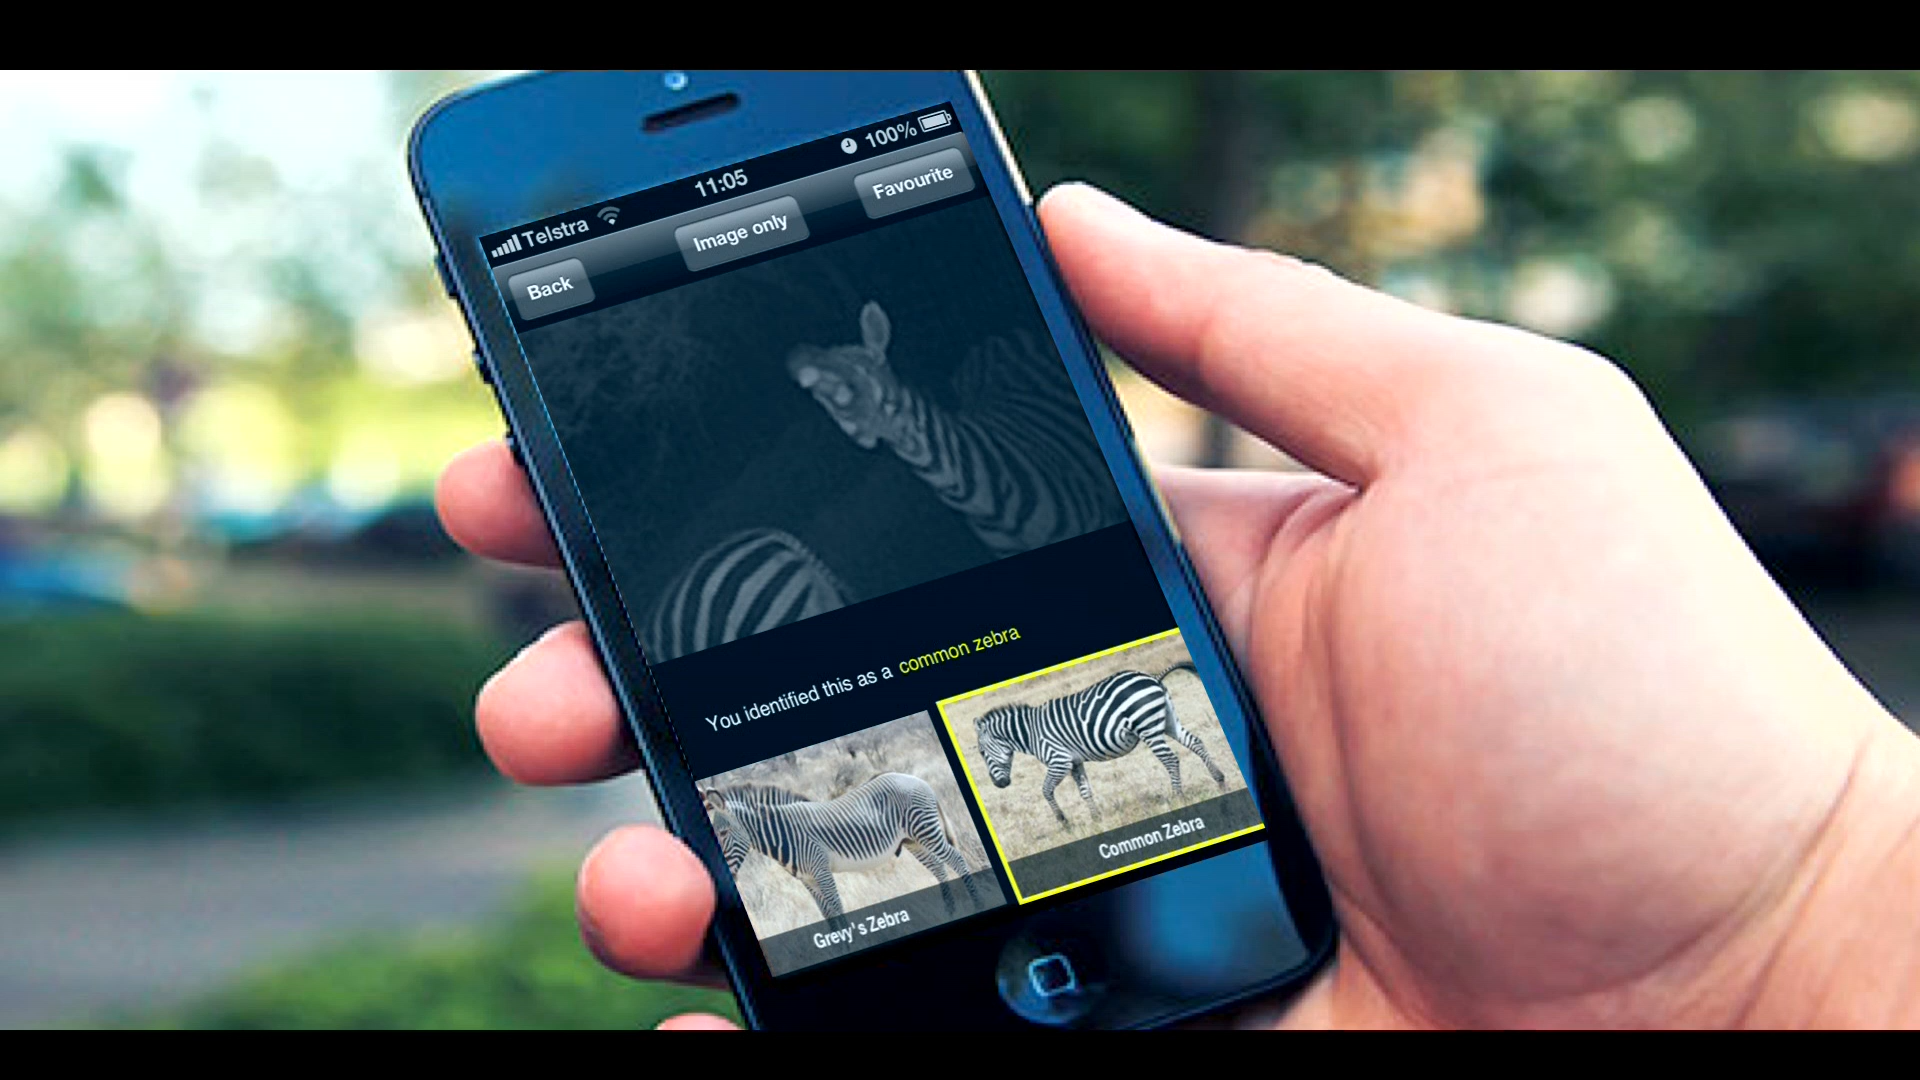 Telstra 11:05 100%
Back Image only Favourite
You identified this as a common zebra
Grevy's Zebra
Common Zebra